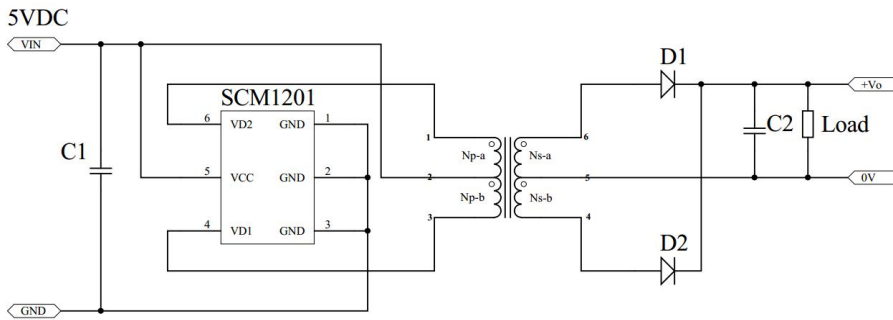 5VDC
VIN
C1
GND
SCM1201
6 VD2 GND 1
5 VCC GND 2
4 VD1 GND 3
1
2
3
Np-a
Np-b
Ns-a
Ns-b
6
5
4
D1
D2
C2
Load
+Vo
0V